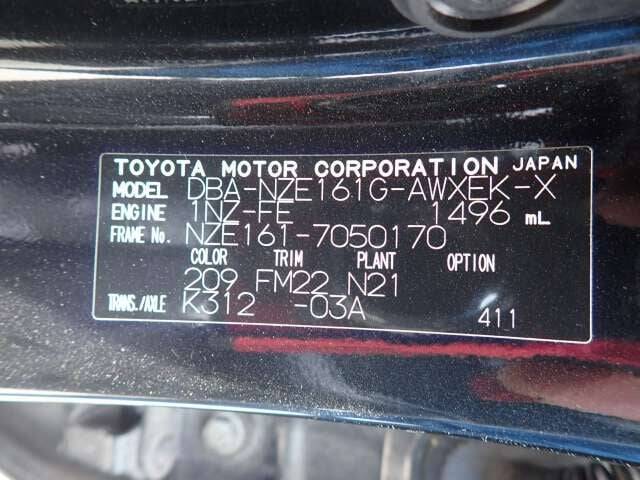 TOYOTA MOTOR CORPORATION JAPAN
MODEL DBA-NZE161G-AWXEK-X
ENGINE 1NZ-FE 1496 mL
FRAME No. NZE161-7050170
COLOR TRIM PLANT OPTION
209 FM22 N21
TRANS./AXLE K312 -03A
411